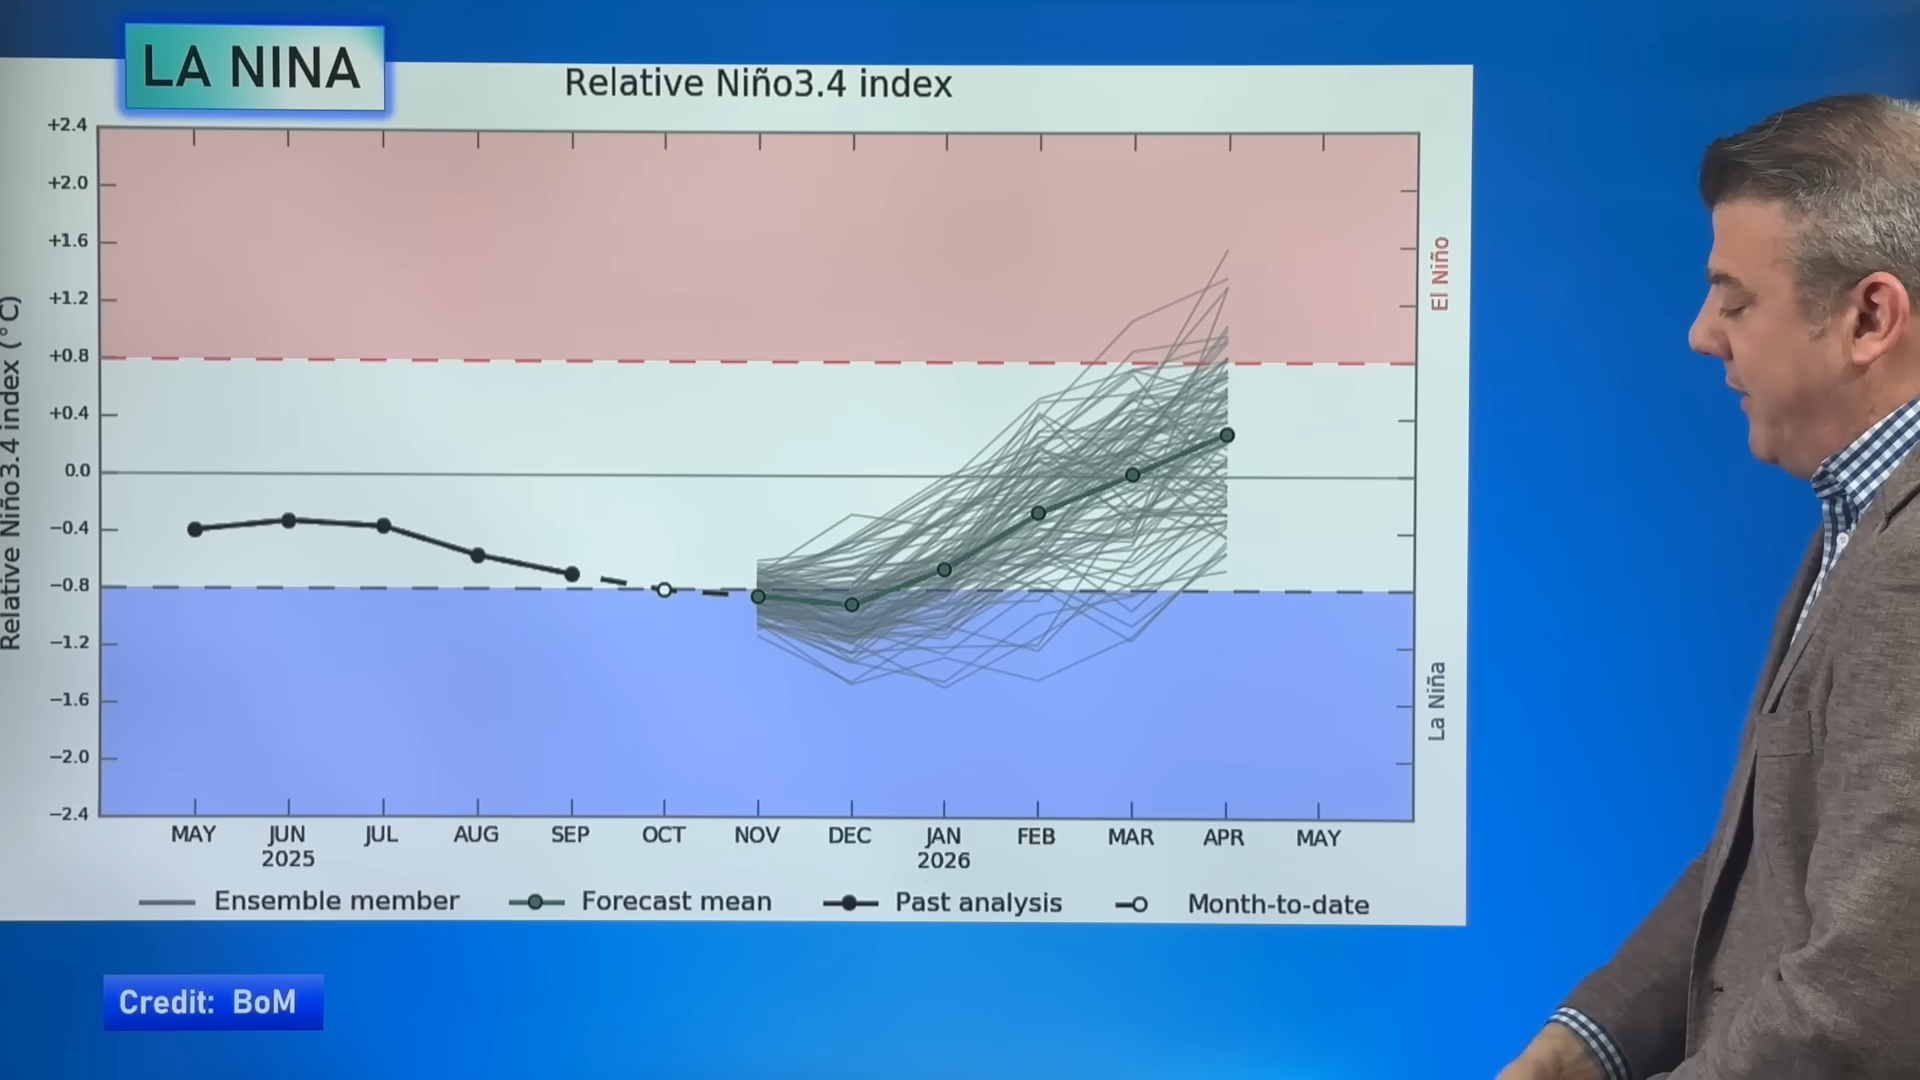 LA NINA
Relative Niño3.4 index
+2.4
+2.0
+1.6
+1.2
+0.8
+0.4
0.0
−0.4
−0.8
−1.2
−1.6
−2.0
−2.4
Relative Niño3.4 index (°C)
El Niño
La Niña
MAY JUN JUL AUG SEP OCT NOV DEC JAN FEB MAR APR MAY
2025 2026
Ensemble member Forecast mean Past analysis Month-to-date
Credit: BoM